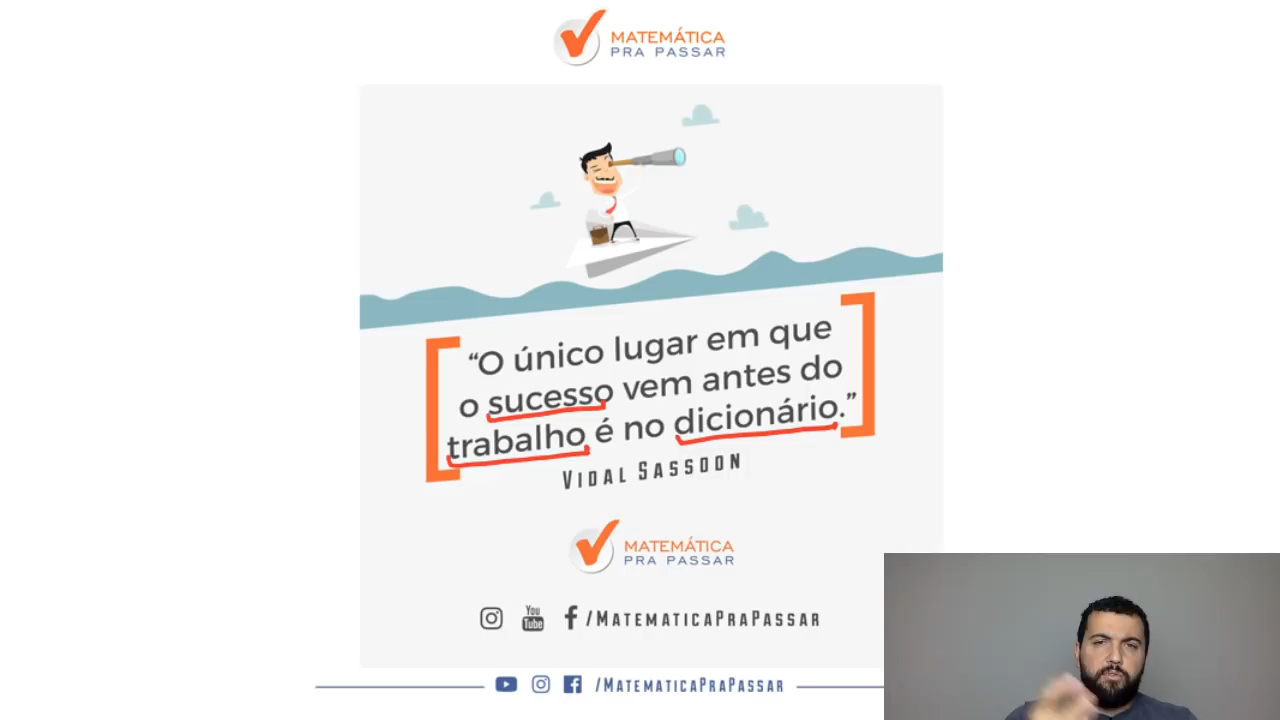 MATEMÁTICA
PRA PASSAR
“O único lugar em que
o sucesso vem antes do
trabalho é no dicionário.”
VIDAL SASSOON
MATEMÁTICA
PRA PASSAR
You
Tube
/MATEMATICAPRAPASSAR
/MATEMATICAPRAPASSAR